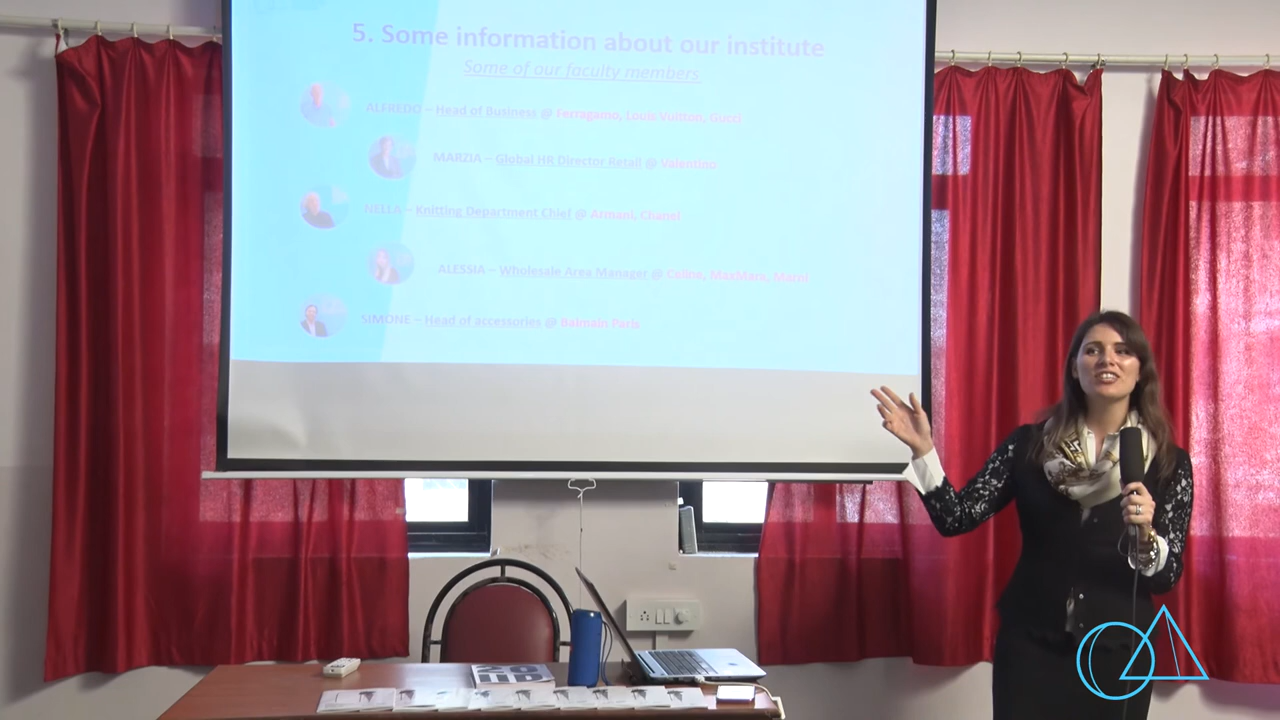 5. Some information about our institute
Some of our faculty members
ALFREDO – Head of Business @ Ferragamo, Louis Vuitton, Gucci
MARZIA – Global HR Director Retail @ Valentino
NELLA – Knitting Department Chief @ Armani, Chanel
ALESSIA – Wholesale Area Manager @ Celine, MaxMara, Marni
SIMONE – Head of accessories @ Balmain Paris